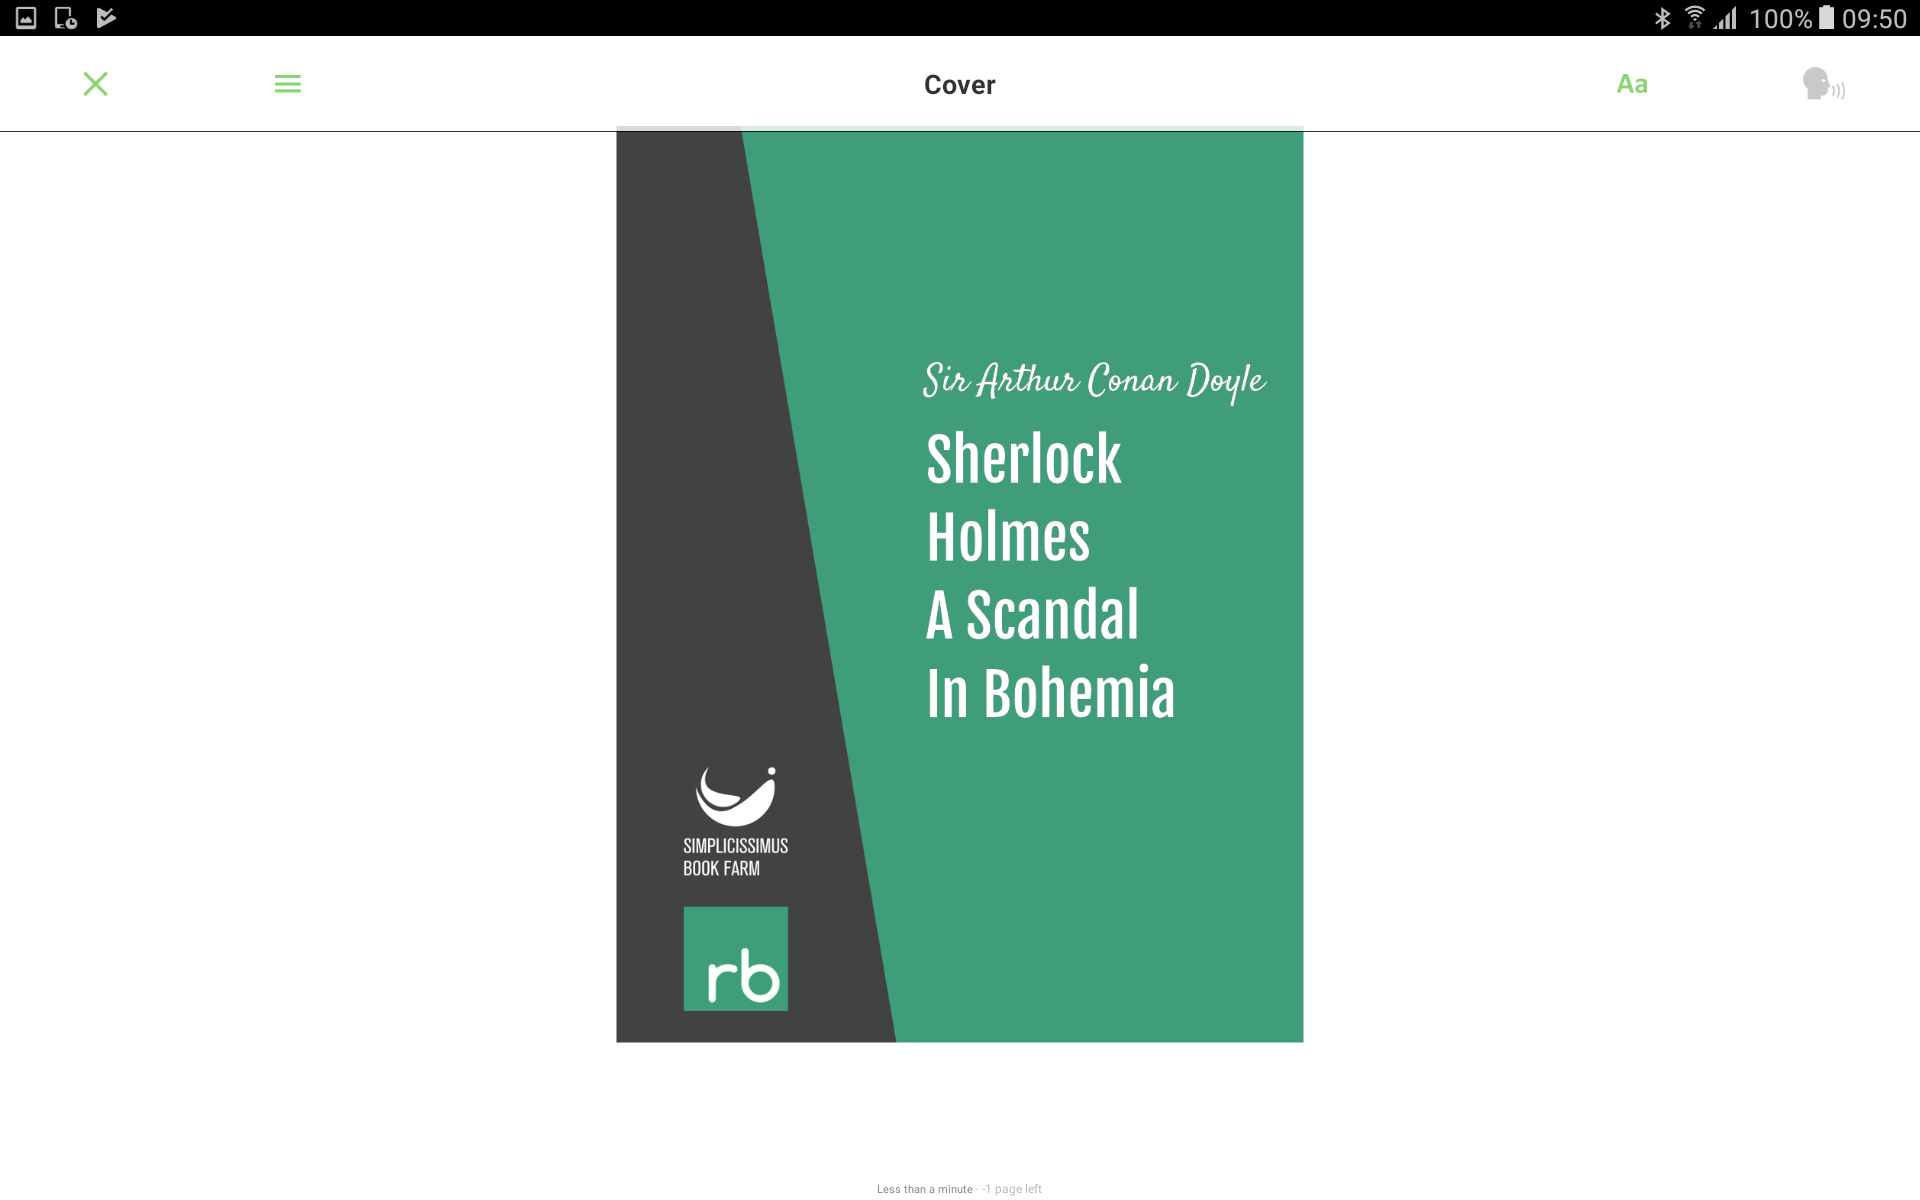 100% 09:50
Cover
Aa
Sir Arthur Conan Doyle
Sherlock
Holmes
A Scandal
In Bohemia
SIMPLICISSIMUS
BOOK FARM
rb
Less than a minute · -1 page left